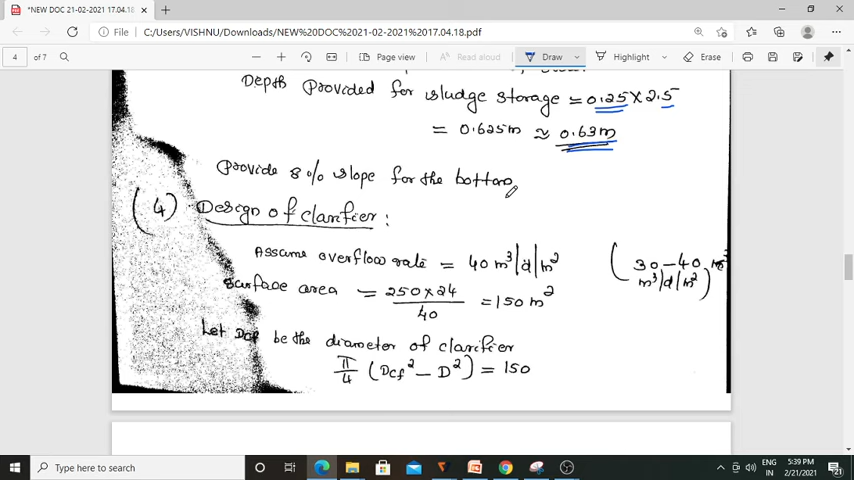 *NEW DOC 21-02-2021 17.04.18.pdf
File | C:/Users/VISHNU/Downloads/NEW%20DOC%2021-02-2021%2017.04.18.pdf
4 of 7 Page view Read aloud Draw Highlight Erase
Depth Provided for sludge storage = 0.25 × 2.5
= 0.625m ≈ 0.63m
Provide 8% slope for the bottom
(4) Design of clarifier :
Assume overflow rate = 40 m³/d/m² (30-40
m³/d/m²)
Surface area = 250×24/40 = 150 m²
Let Dcf be the diameter of clarifier
π/4 (Dcf² - D²) = 150
Type here to search
ENG
IN
5:39 PM
2/21/2021
21